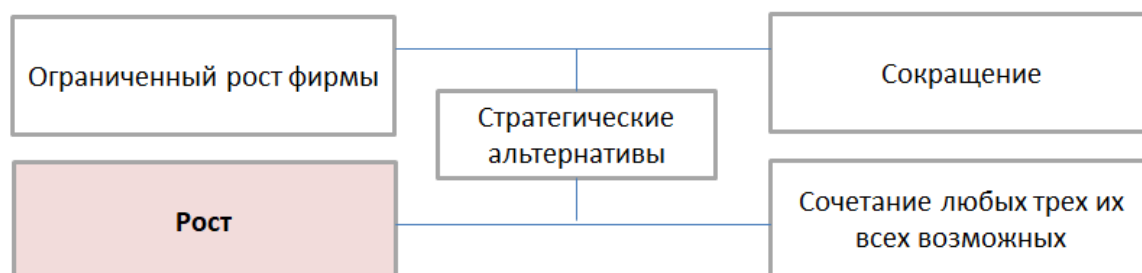 Ограниченный рост фирмы
Сокращение
Стратегические
альтернативы
Рост
Сочетание любых трех их
всех возможных